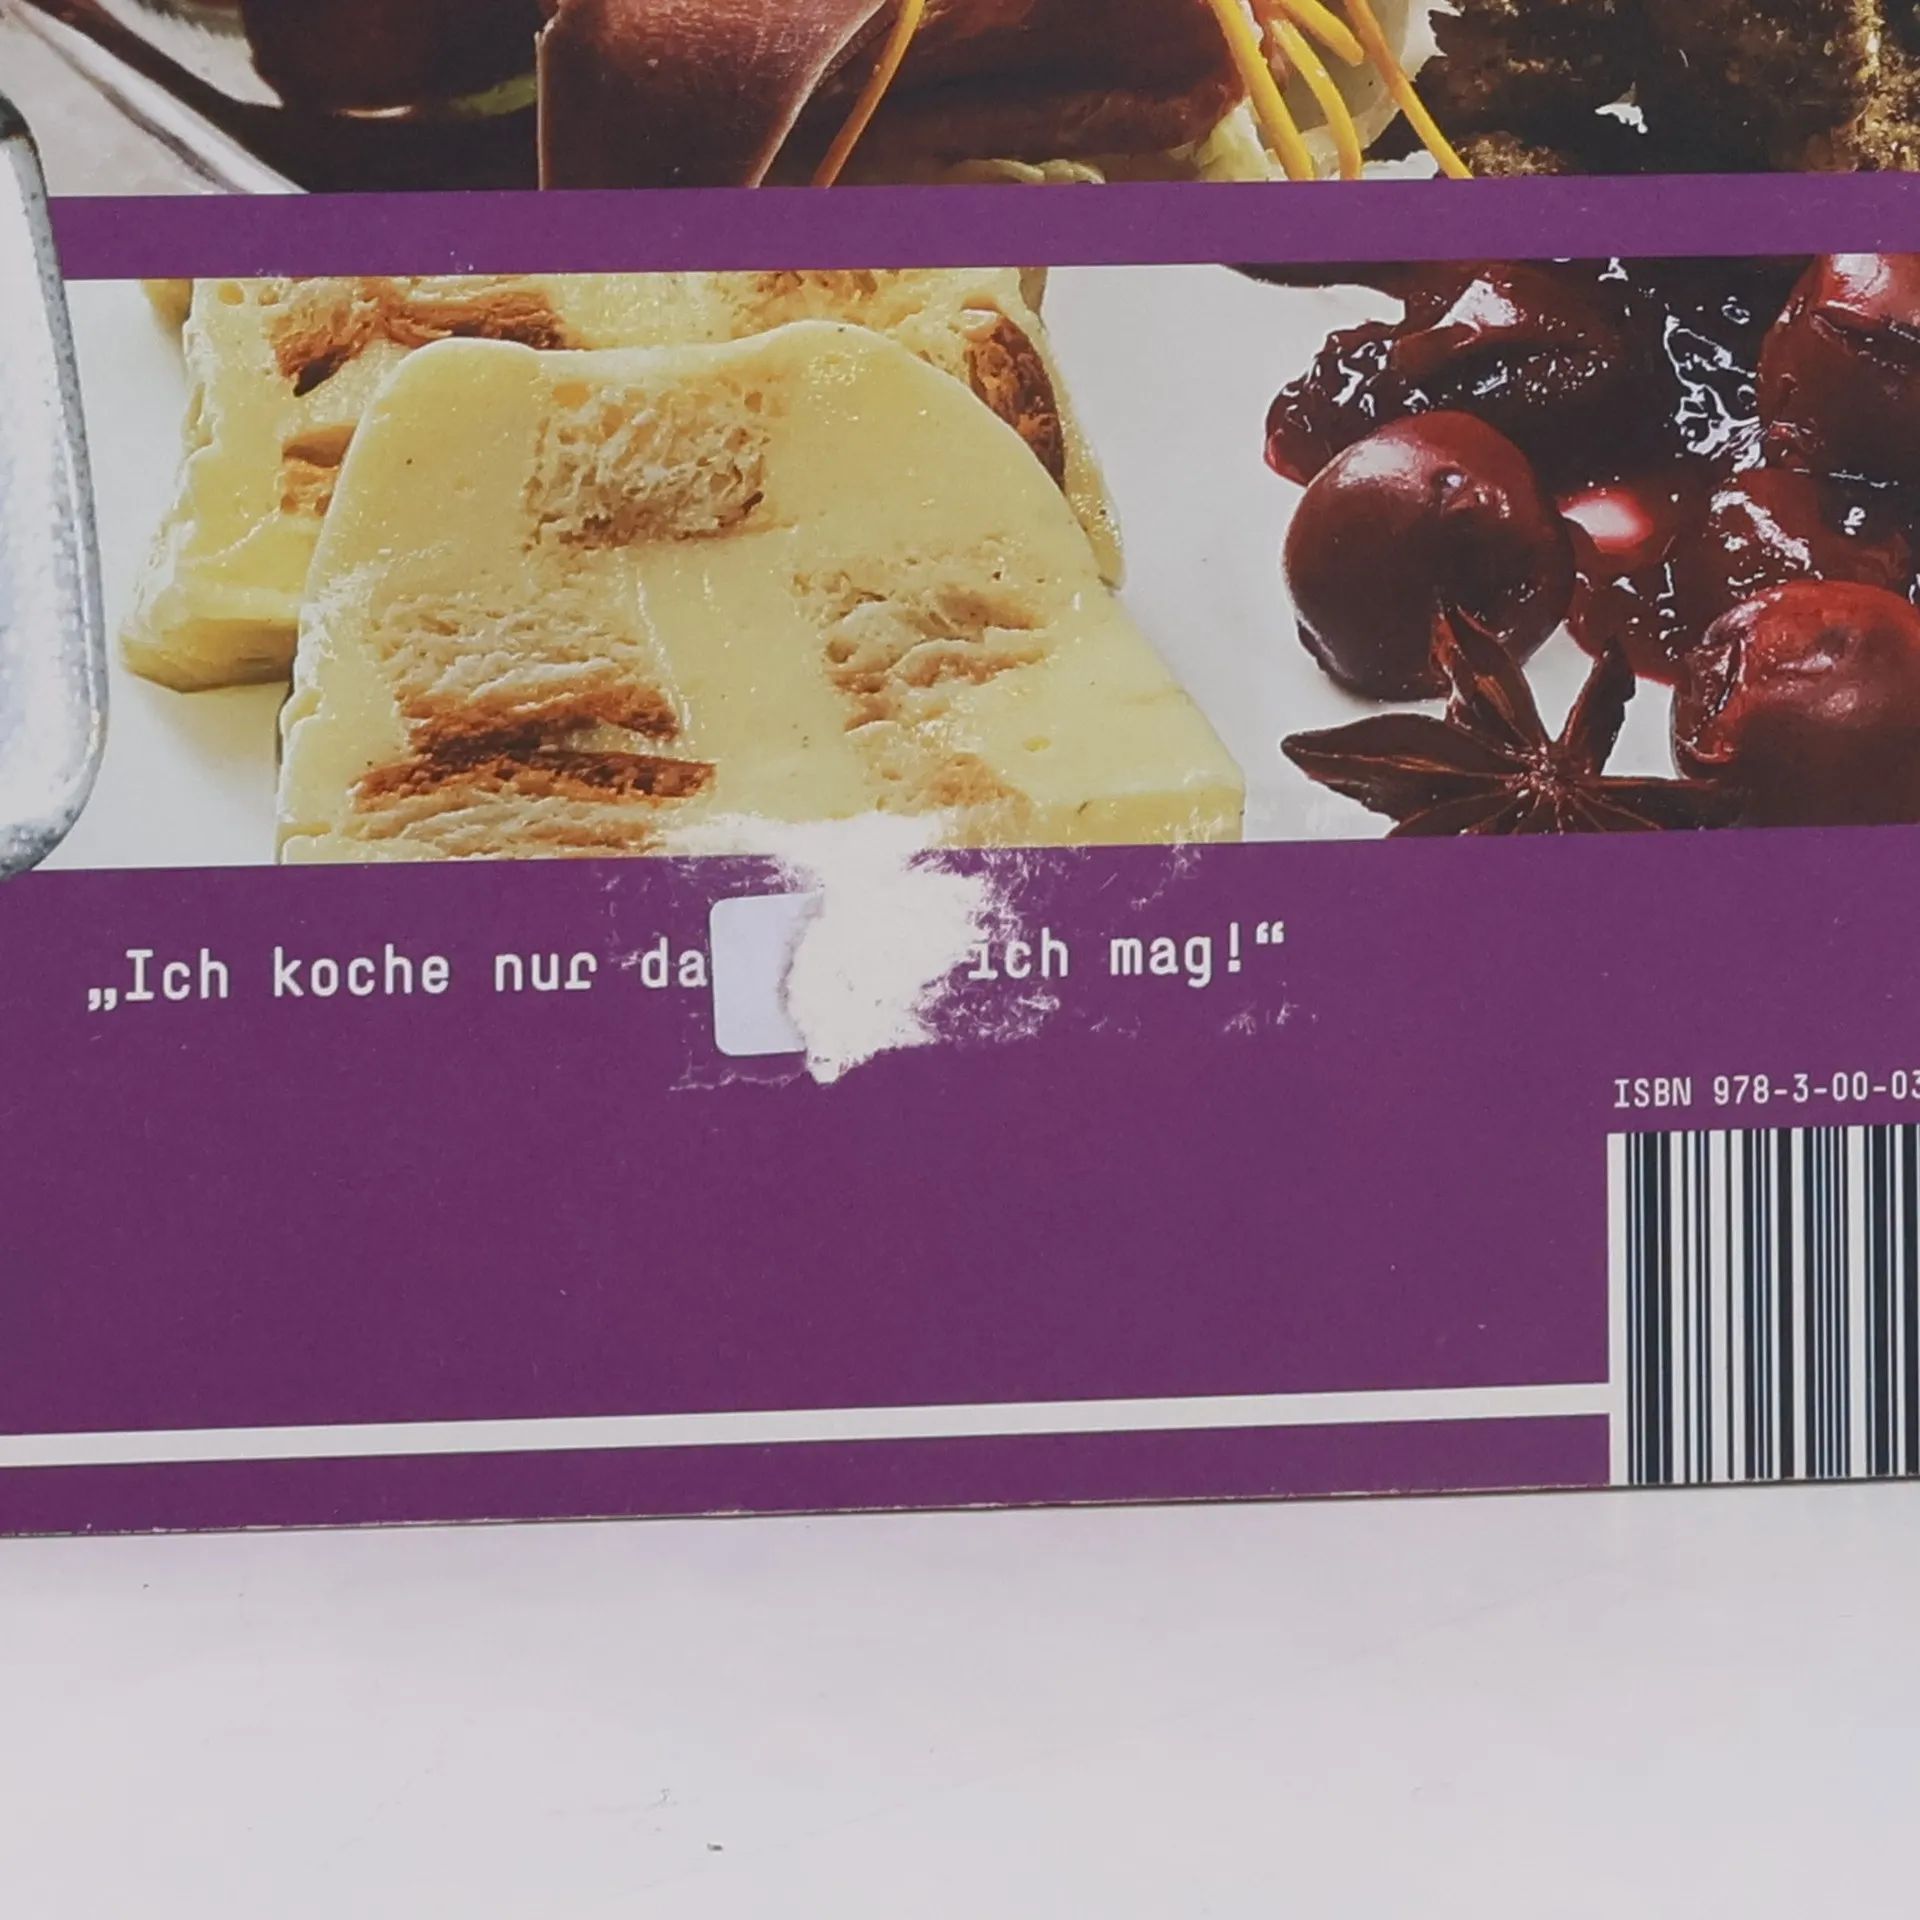 „Ich koche nur da ich mag!“
ISBN 978-3-00-03